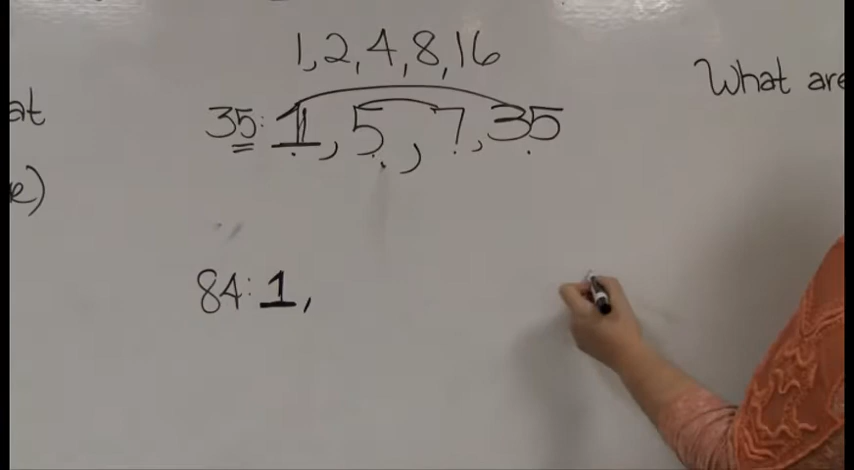 1, 2, 4, 8, 16
What are
at
35: 1, 5, 7, 35
e)
84: 1,